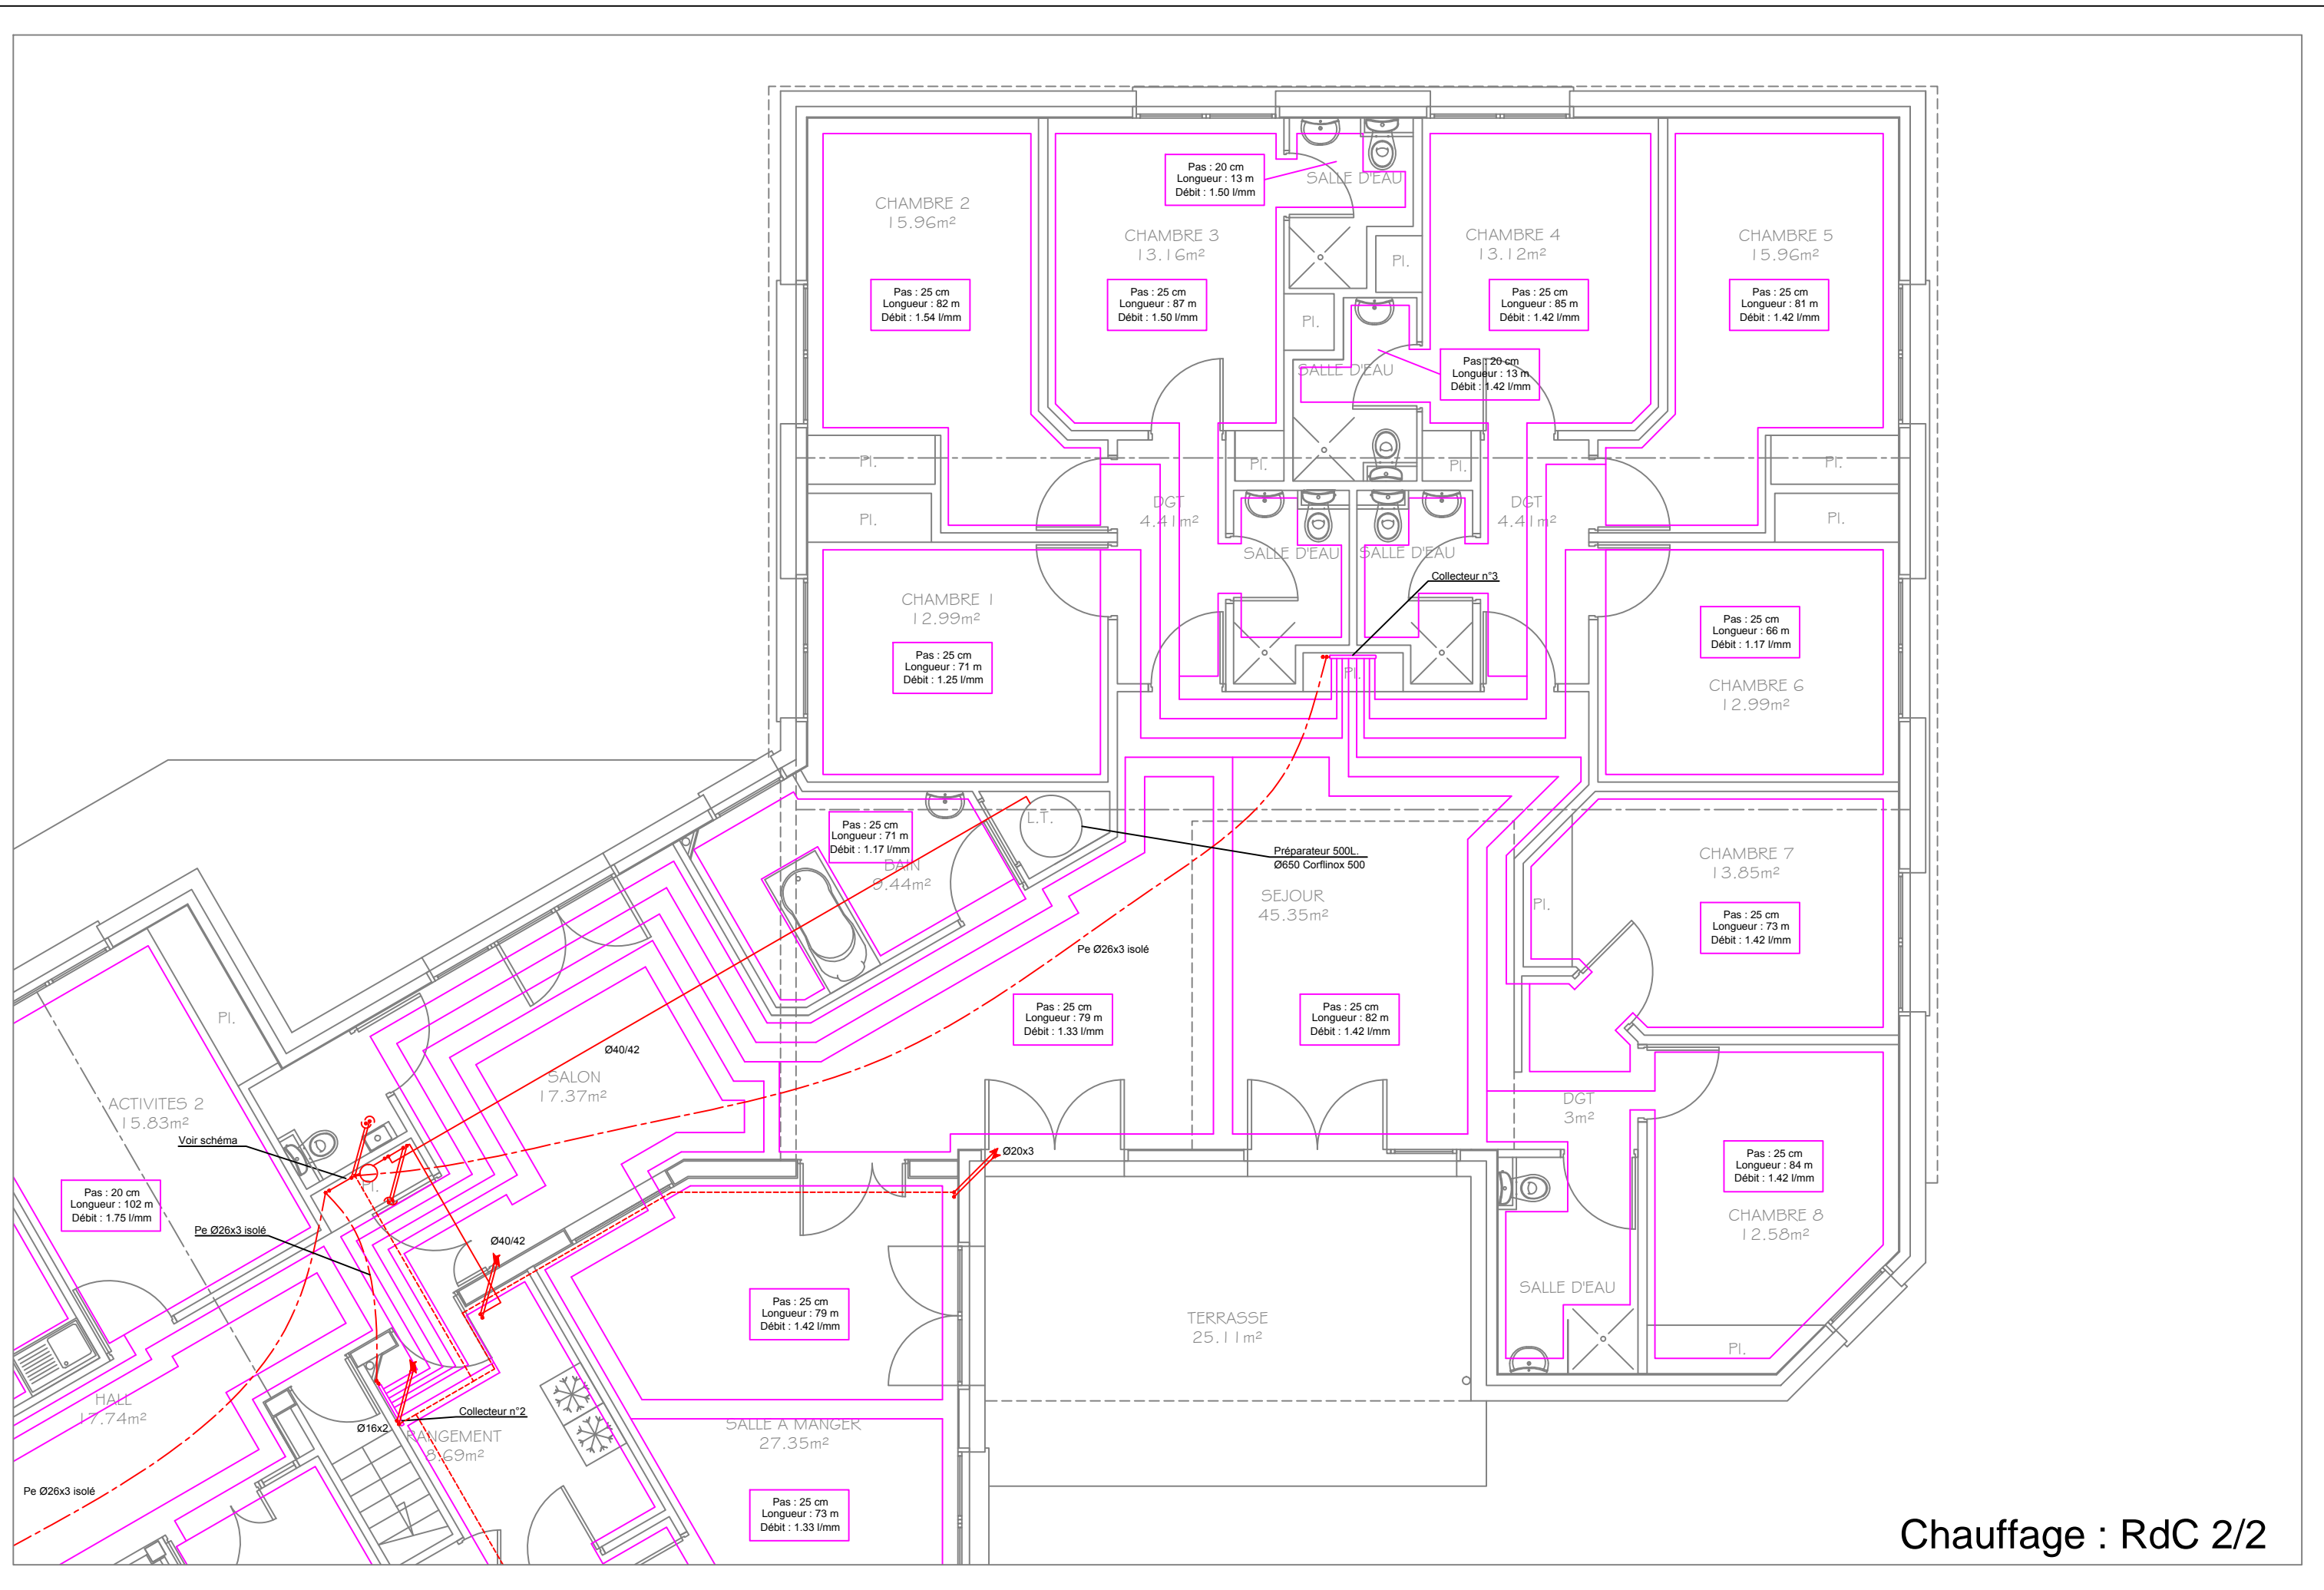 Pas : 20 cm
Longueur : 13 m
Débit : 1.50 l/mm
SALLE D'EAU
CHAMBRE 2
15.96m²
CHAMBRE 3
13.16m²
CHAMBRE 4
13.12m²
CHAMBRE 5
15.96m²
Pl.
Pas : 25 cm
Longueur : 82 m
Débit : 1.54 l/mm
Pas : 25 cm
Longueur : 87 m
Débit : 1.50 l/mm
Pas : 25 cm
Longueur : 85 m
Débit : 1.42 l/mm
Pas : 25 cm
Longueur : 81 m
Débit : 1.42 l/mm
Pl.
SALLE D'EAU
Pas : 20 cm
Longueur : 13 m
Débit : 1.42 l/mm
Pl.
Pl.
Pl.
Pl.
Pl.
Pl.
DGT
4.41m²
DGT
4.41m²
SALLE D'EAU
SALLE D'EAU
Collecteur n°3
CHAMBRE 1
12.99m²
Pas : 25 cm
Longueur : 71 m
Débit : 1.25 l/mm
Pas : 25 cm
Longueur : 66 m
Débit : 1.17 l/mm
Pl.
CHAMBRE 6
12.99m²
L.T.
Pas : 25 cm
Longueur : 71 m
Débit : 1.17 l/mm
BAIN
9.44m²
Préparateur 500L.
Ø650 Corflinox 500
SEJOUR
45.35m²
CHAMBRE 7
13.85m²
Pl.
Pas : 25 cm
Longueur : 73 m
Débit : 1.42 l/mm
Pe Ø26x3 isolé
Pas : 25 cm
Longueur : 79 m
Débit : 1.33 l/mm
Pas : 25 cm
Longueur : 82 m
Débit : 1.42 l/mm
Pl.
Ø40/42
SALON
17.37m²
ACTIVITES 2
15.83m²
DGT
3m²
Voir schéma
Pl.
Ø20x3
Pas : 25 cm
Longueur : 84 m
Débit : 1.42 l/mm
Pas : 20 cm
Longueur : 102 m
Débit : 1.75 l/mm
CHAMBRE 8
12.58m²
Pe Ø26x3 isolé
Ø40/42
SALLE D'EAU
Pas : 25 cm
Longueur : 79 m
Débit : 1.42 l/mm
TERRASSE
25.11m²
Pl.
HALL
17.74m²
Collecteur n°2
Ø16x2
RANGEMENT
8.69m²
SALLE A MANGER
27.35m²
Pe Ø26x3 isolé
Pas : 25 cm
Longueur : 73 m
Débit : 1.33 l/mm
Chauffage : RdC 2/2